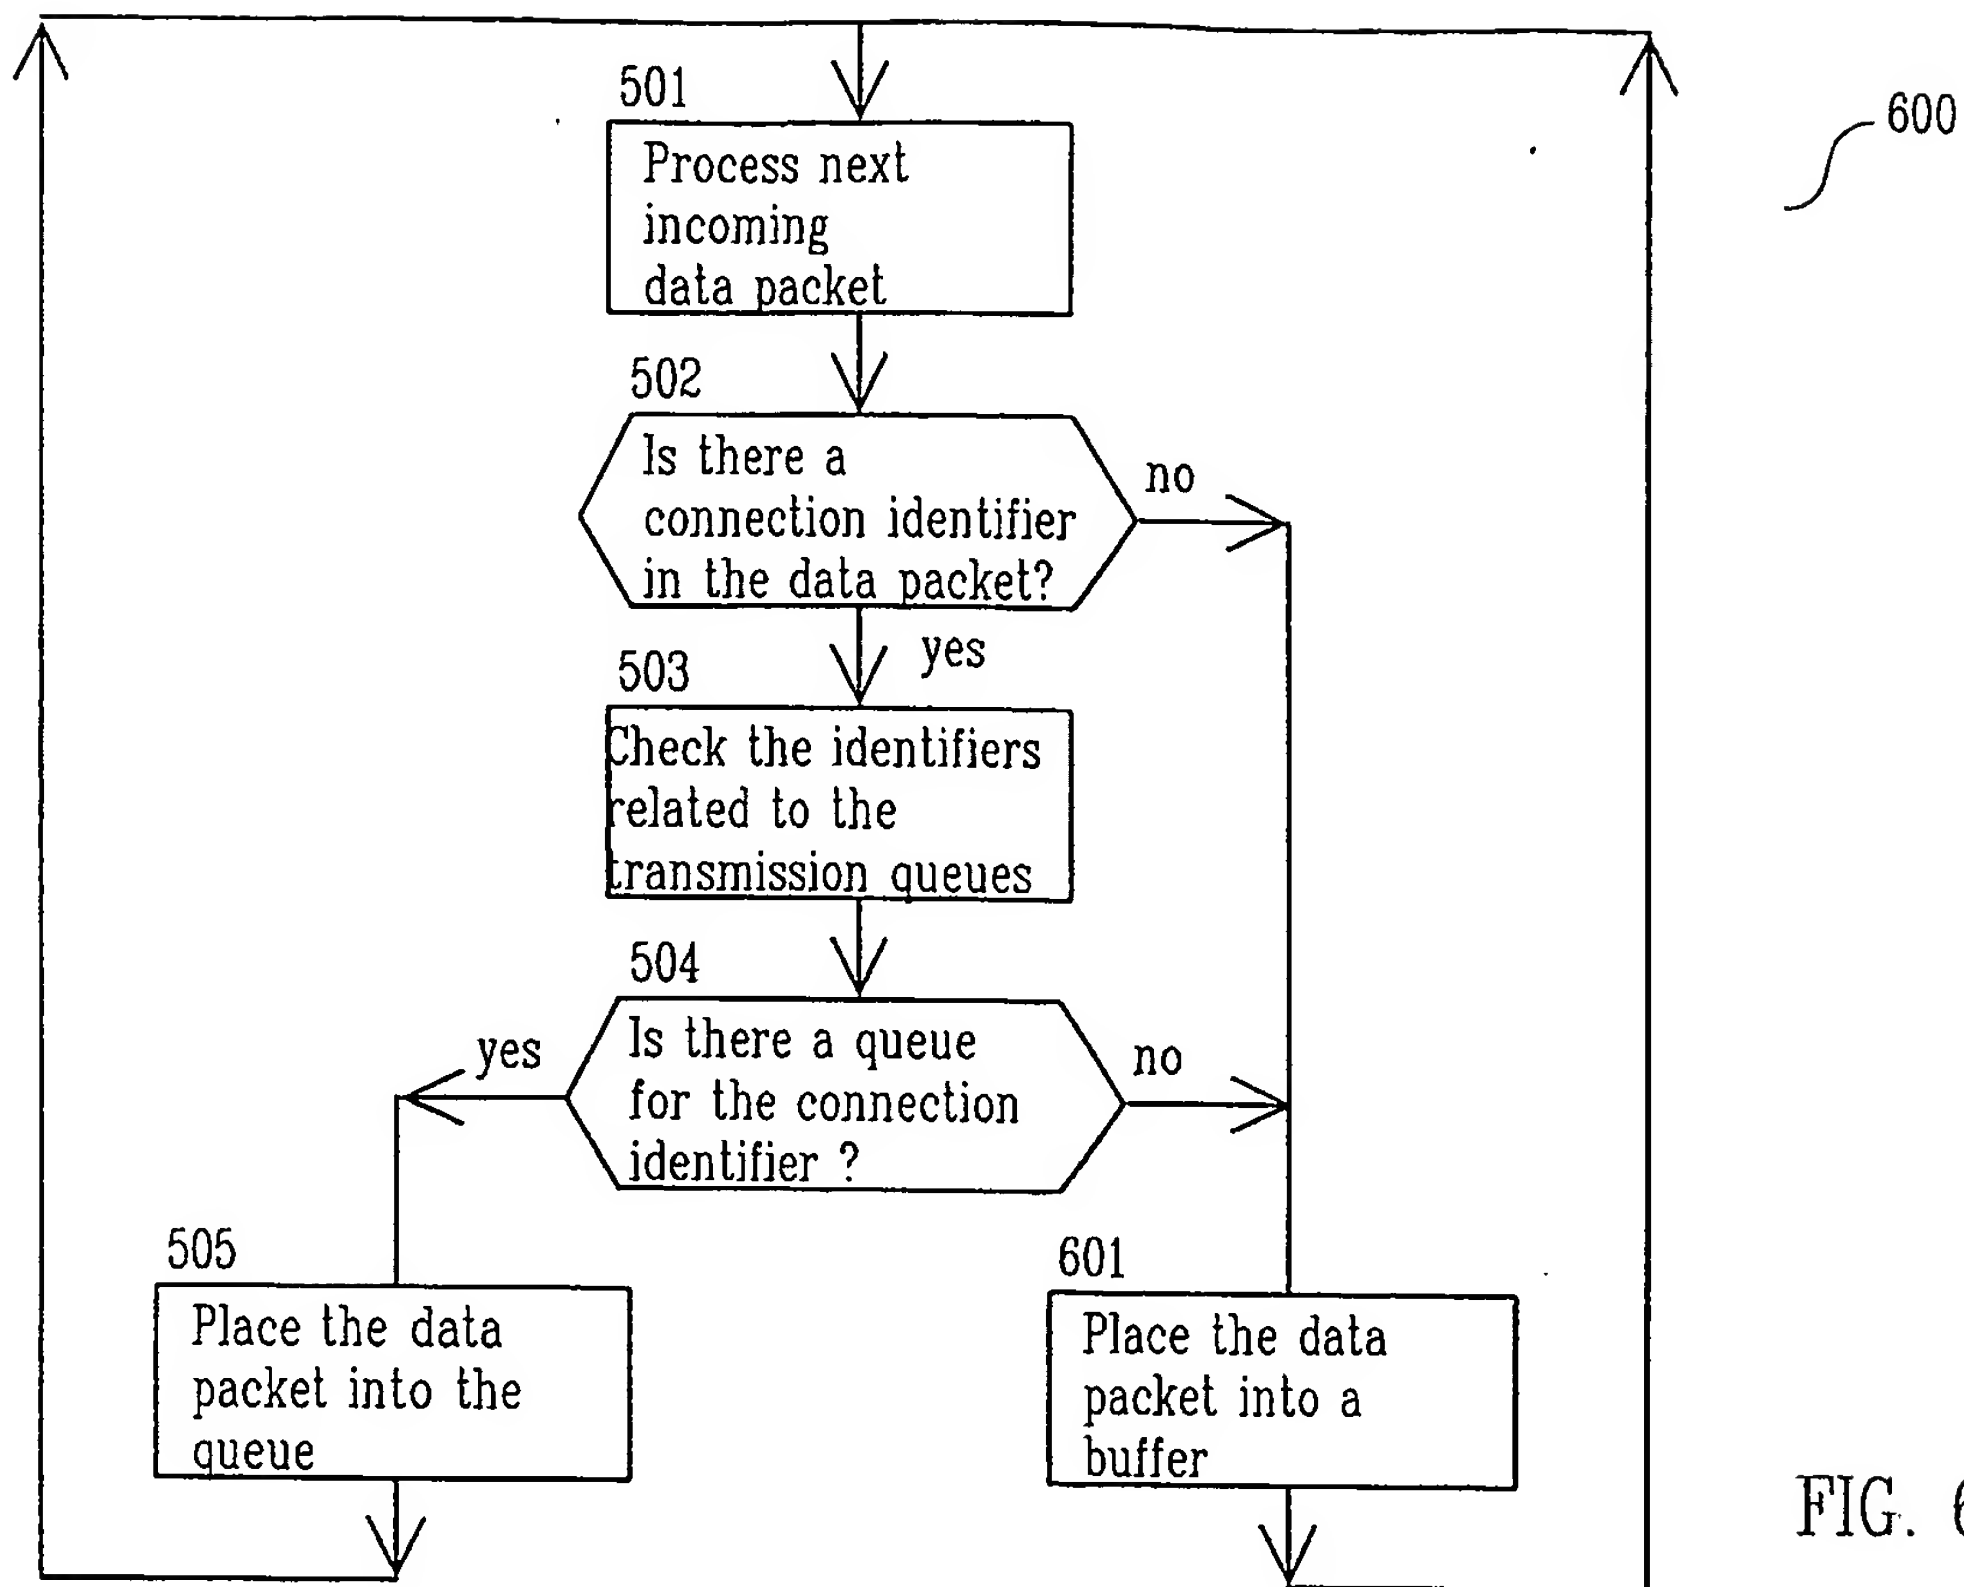 501
600
Process next
incoming
data packet
502
Is there a
connection identifier
in the data packet?
no
yes
503
Check the identifiers
related to the
transmission queues
504
Is there a queue
for the connection
identifier ?
yes
no
505
Place the data
packet into the
queue
601
Place the data
packet into a
buffer
FIG. 6